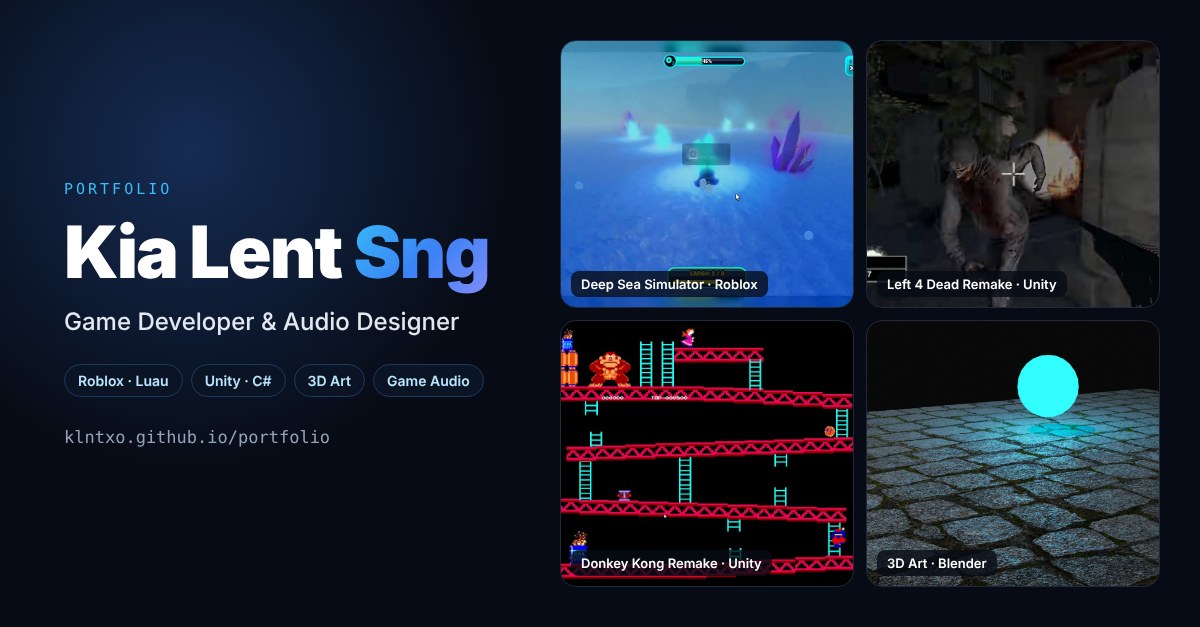 PORTFOLIO
Kia Lent Sng
Game Developer & Audio Designer
Roblox · Luau
Unity · C#
3D Art
Game Audio
klntxo.github.io/portfolio
Deep Sea Simulator · Roblox
Left 4 Dead Remake · Unity
Donkey Kong Remake · Unity
3D Art · Blender